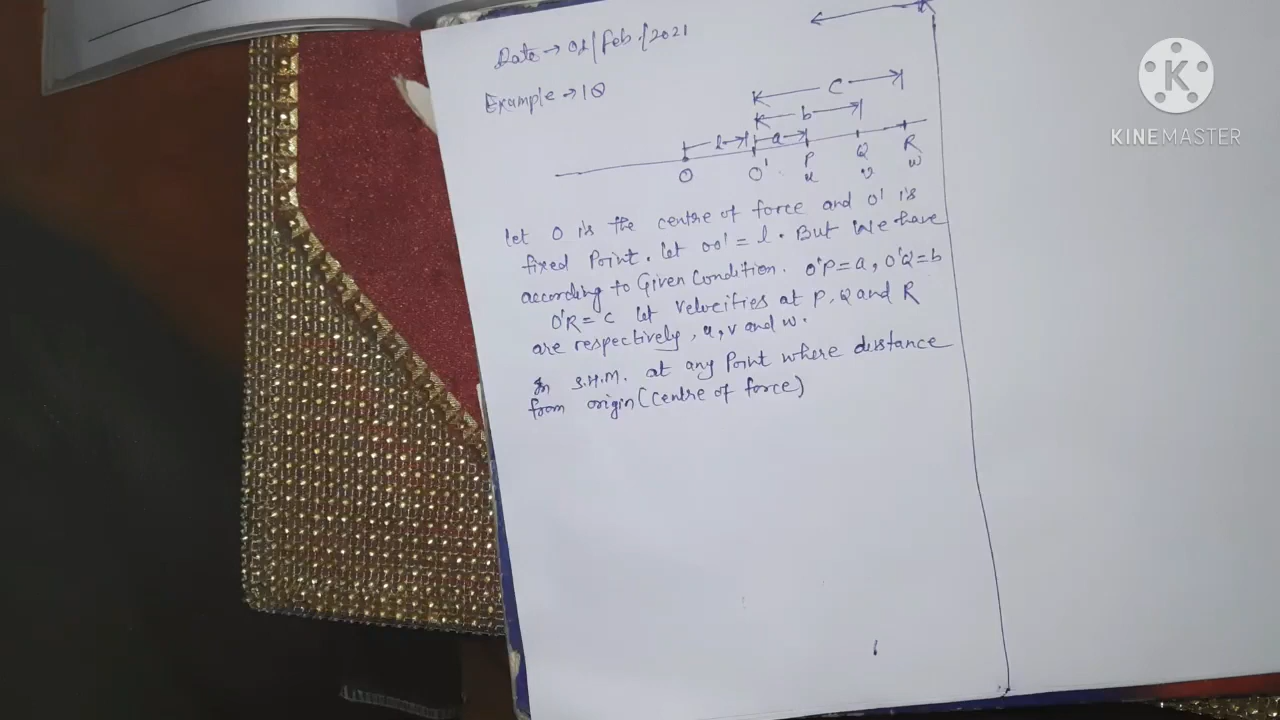 Date → 01/Feb./2021
Example → 10
C
b
l a
O O' P Q R
u v w
let O is the centre of force and O' is
fixed Point. let OO' = l. But We have
according to Given Condition. O'P = a, O'Q = b
O'R = C let velocities at P, Q and R
are respectively, u, v and w.
In S.H.M. at any Point where distance
from origin (centre of force)
K
KINEMASTER